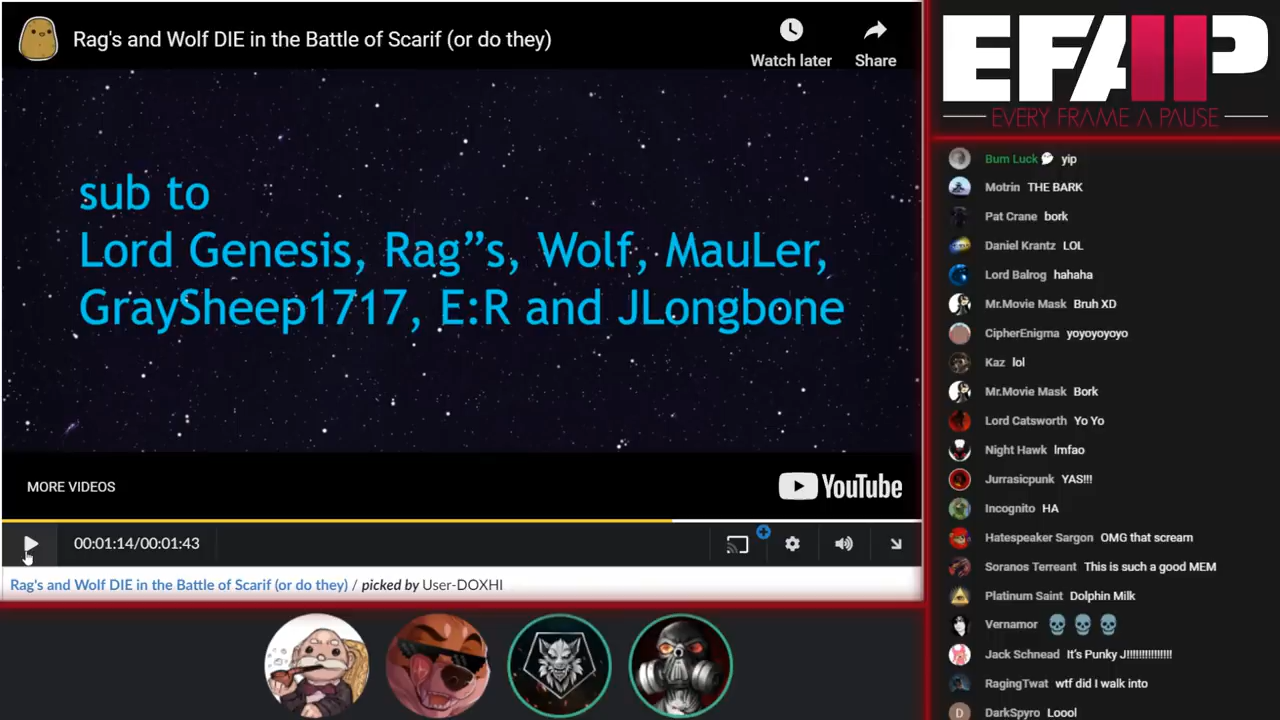 Rag's and Wolf DIE in the Battle of Scarif (or do they)
Watch later
Share
sub to
Lord Genesis, Rag”s, Wolf, MauLer,
GraySheep1717, E:R and JLongbone
MORE VIDEOS
YouTube
00:01:14/00:01:43
Rag's and Wolf DIE in the Battle of Scarif (or do they) / picked by User-DOXHI
EFAP
EVERY FRAME A PAUSE
Bum Luck yip
Motrin THE BARK
Pat Crane bork
Daniel Krantz LOL
Lord Balrog hahaha
Mr.Movie Mask Bruh XD
CipherEnigma yoyoyoyoyo
Kaz lol
Mr.Movie Mask Bork
Lord Catsworth Yo Yo
Night Hawk lmfao
Jurrasicpunk YAS!!!
Incognito HA
Hatespeaker Sargon OMG that scream
Soranos Terreant This is such a good MEM
Platinum Saint Dolphin Milk
Vernamor 💀 💀 💀
Jack Schnead It's Punky J!!!!!!!!!!!!!!!
RagingTwat wtf did I walk into
D DarkSpyro Loool